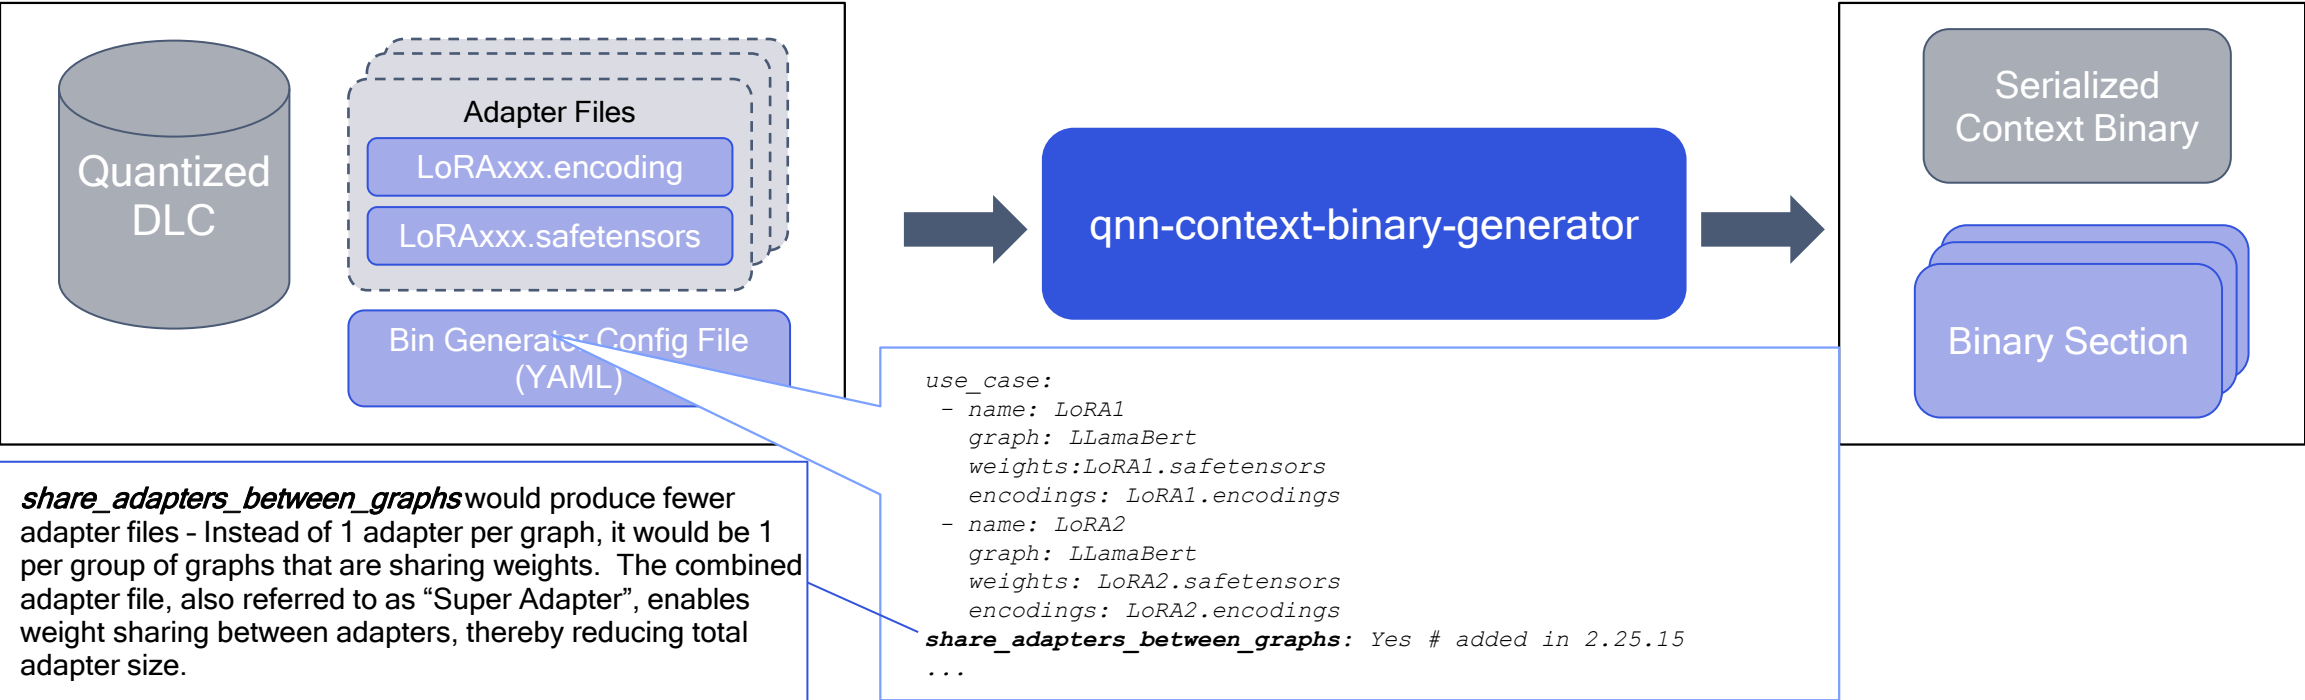 Quantized
DLC
Adapter Files
LoRAxxx.encoding
LoRAxxx.safetensors
Bin Generator Config File
(YAML)
qnn-context-binary-generator
Serialized
Context Binary
Binary Section
use_case:
- name: LoRA1
graph: LLamaBert
weights:LoRA1.safetensors
encodings: LoRA1.encodings
- name: LoRA2
graph: LLamaBert
weights: LoRA2.safetensors
encodings: LoRA2.encodings
share_adapters_between_graphs: Yes # added in 2.25.15
...
share_adapters_between_graphs would produce fewer
adapter files – Instead of 1 adapter per graph, it would be 1
per group of graphs that are sharing weights.  The combined
adapter file, also referred to as “Super Adapter”, enables
weight sharing between adapters, thereby reducing total
adapter size.